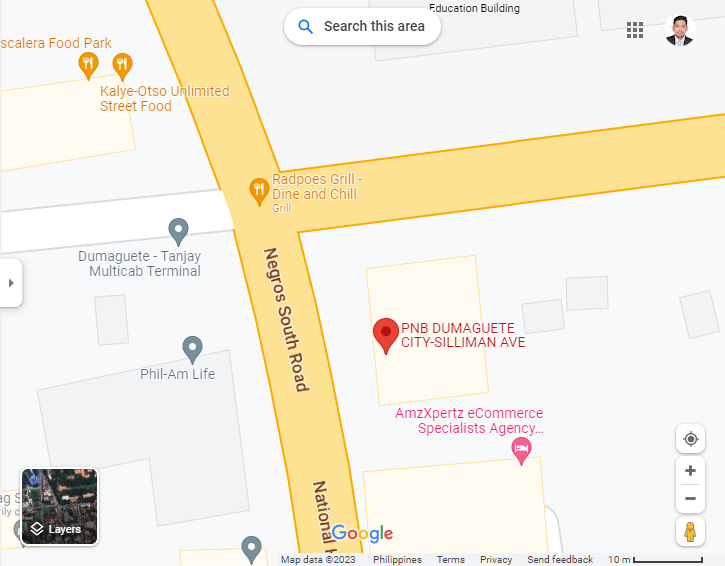 Education Building
Search this area
scalera Food Park
Kalye-Otso Unlimited
Street Food
Radpoes Grill -
Dine and Chill
Grill
Dumaguete - Tanjay
Multicab Terminal
Negros South Road
PNB DUMAGUETE
CITY-SILLIMAN AVE
Phil-Am Life
AmzXpertz eCommerce
Specialists Agency...
National H
Layers
Google
Map data ©2023 Philippines Terms Privacy Send feedback 10 m